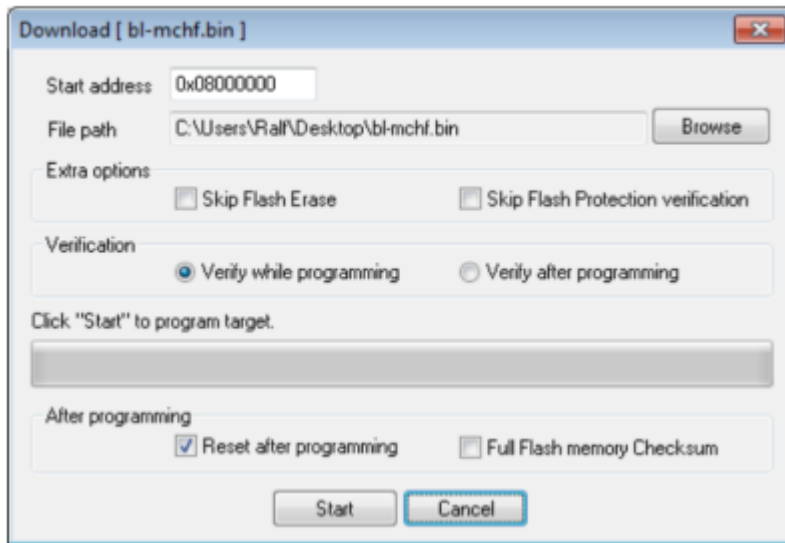 Download [ bl-mchf.bin ]
Start address 0x08000000
File path C:\Users\Ralf\Desktop\bl-mchf.bin Browse
Extra options
Skip Flash Erase Skip Flash Protection verification
Verification
Verify while programming Verify after programming
Click "Start" to program target.
After programming
Reset after programming Full Flash memory Checksum
Start Cancel